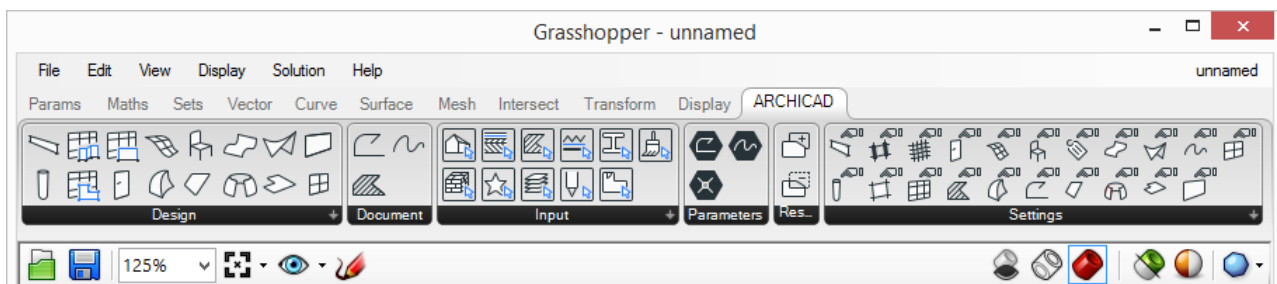 Grasshopper - unnamed
File Edit View Display Solution Help unnamed
Params Maths Sets Vector Curve Surface Mesh Intersect Transform Display ARCHICAD
Design Document Input Parameters Res... Settings
125%